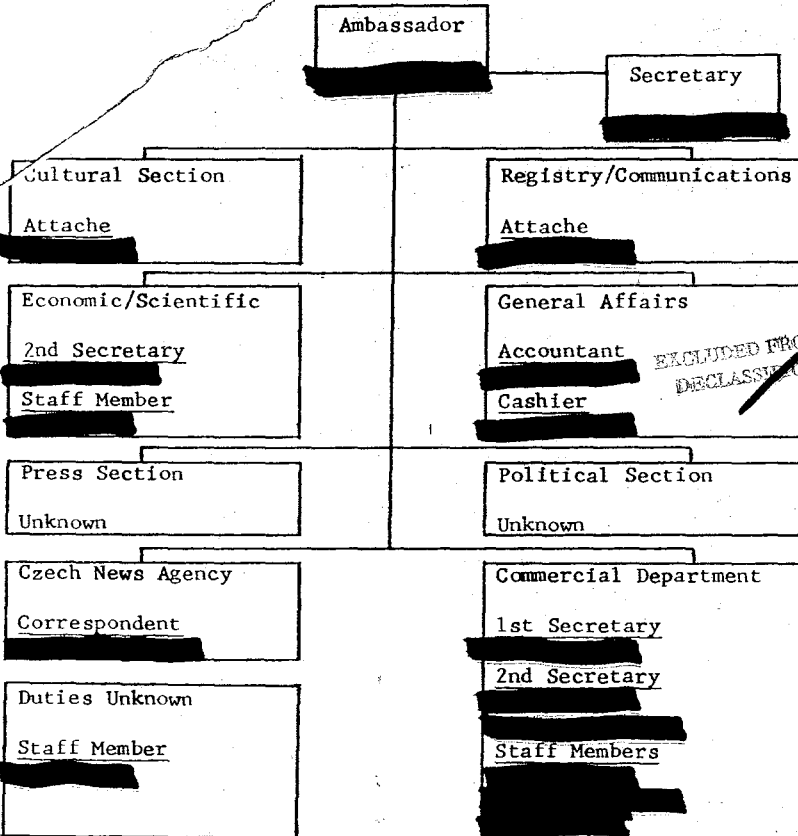 Ambassador
Secretary
Cultural Section
Attache
Registry/Communications
Attache
Economic/Scientific
2nd Secretary
Staff Member
General Affairs
Accountant
Cashier
EXCLUDED
Press Section
Unknown
Political Section
Unknown
Czech News Agency
Correspondent
Commercial Department
1st Secretary
2nd Secretary
Staff Members
Duties Unknown
Staff Member